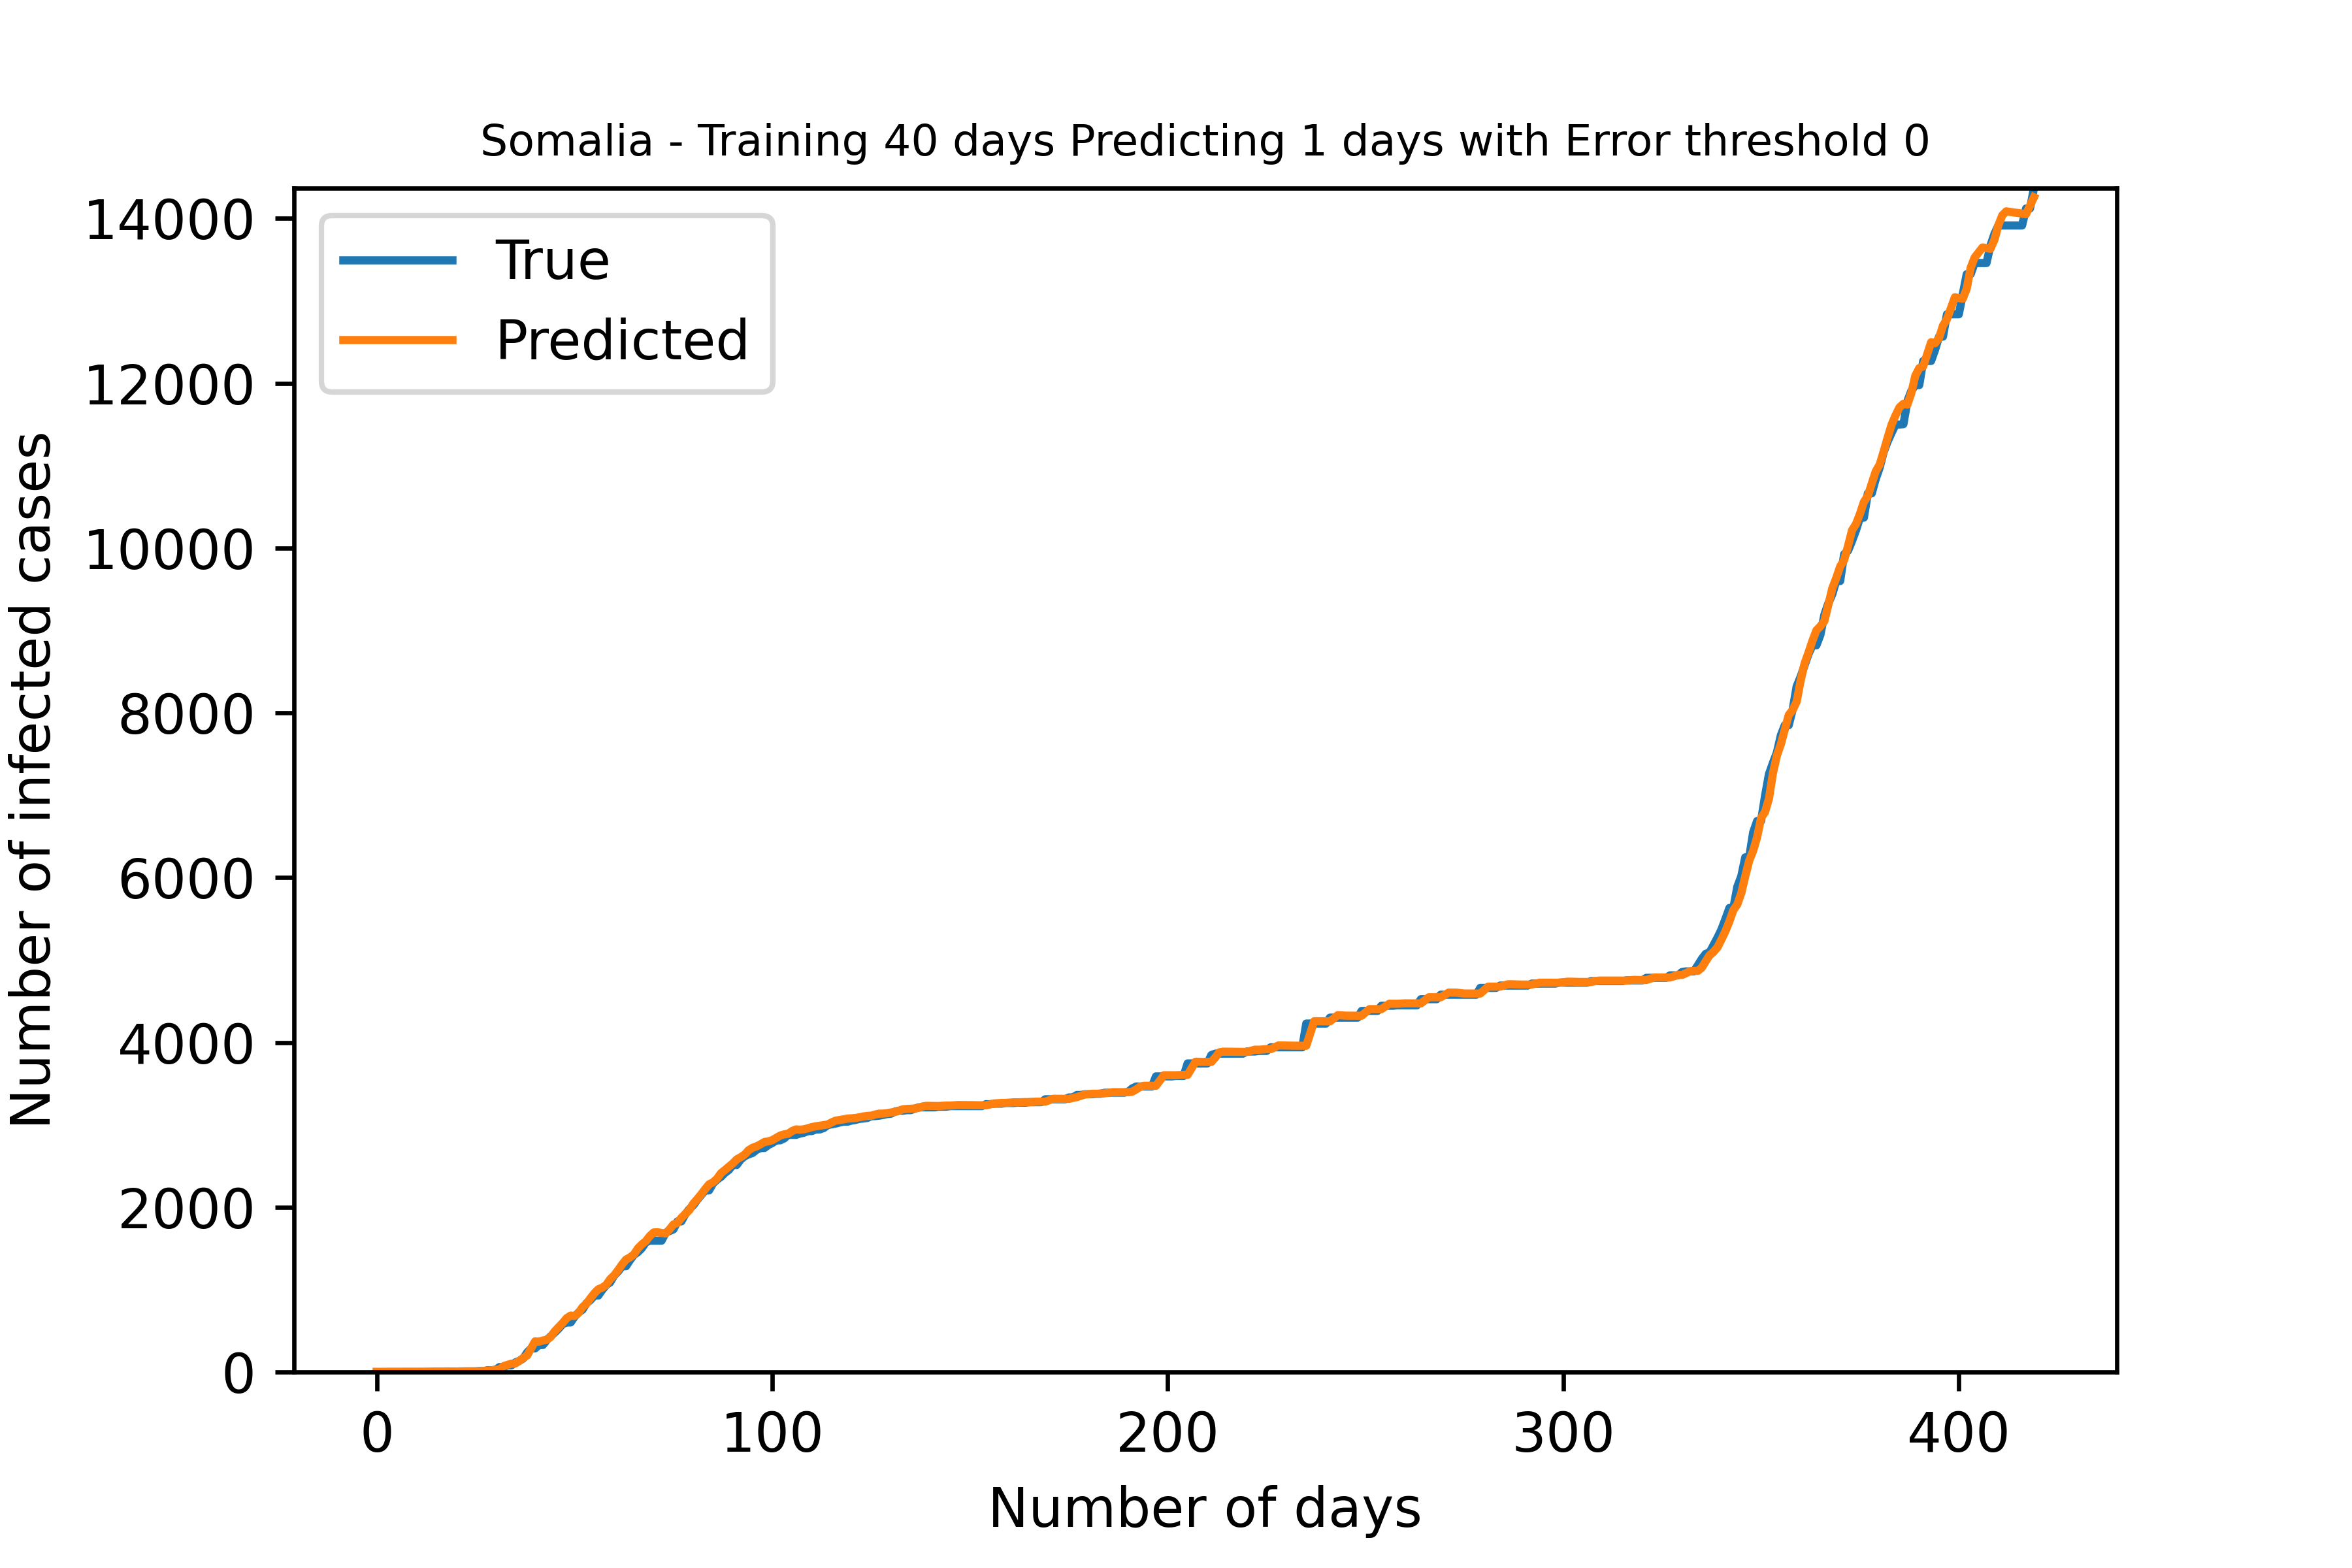 Somalia - Training 40 days Predicting 1 days with Error threshold 0
True
Predicted
14000
12000
10000
8000
6000
4000
2000
0
Number of infected cases
0 100 200 300 400
Number of days